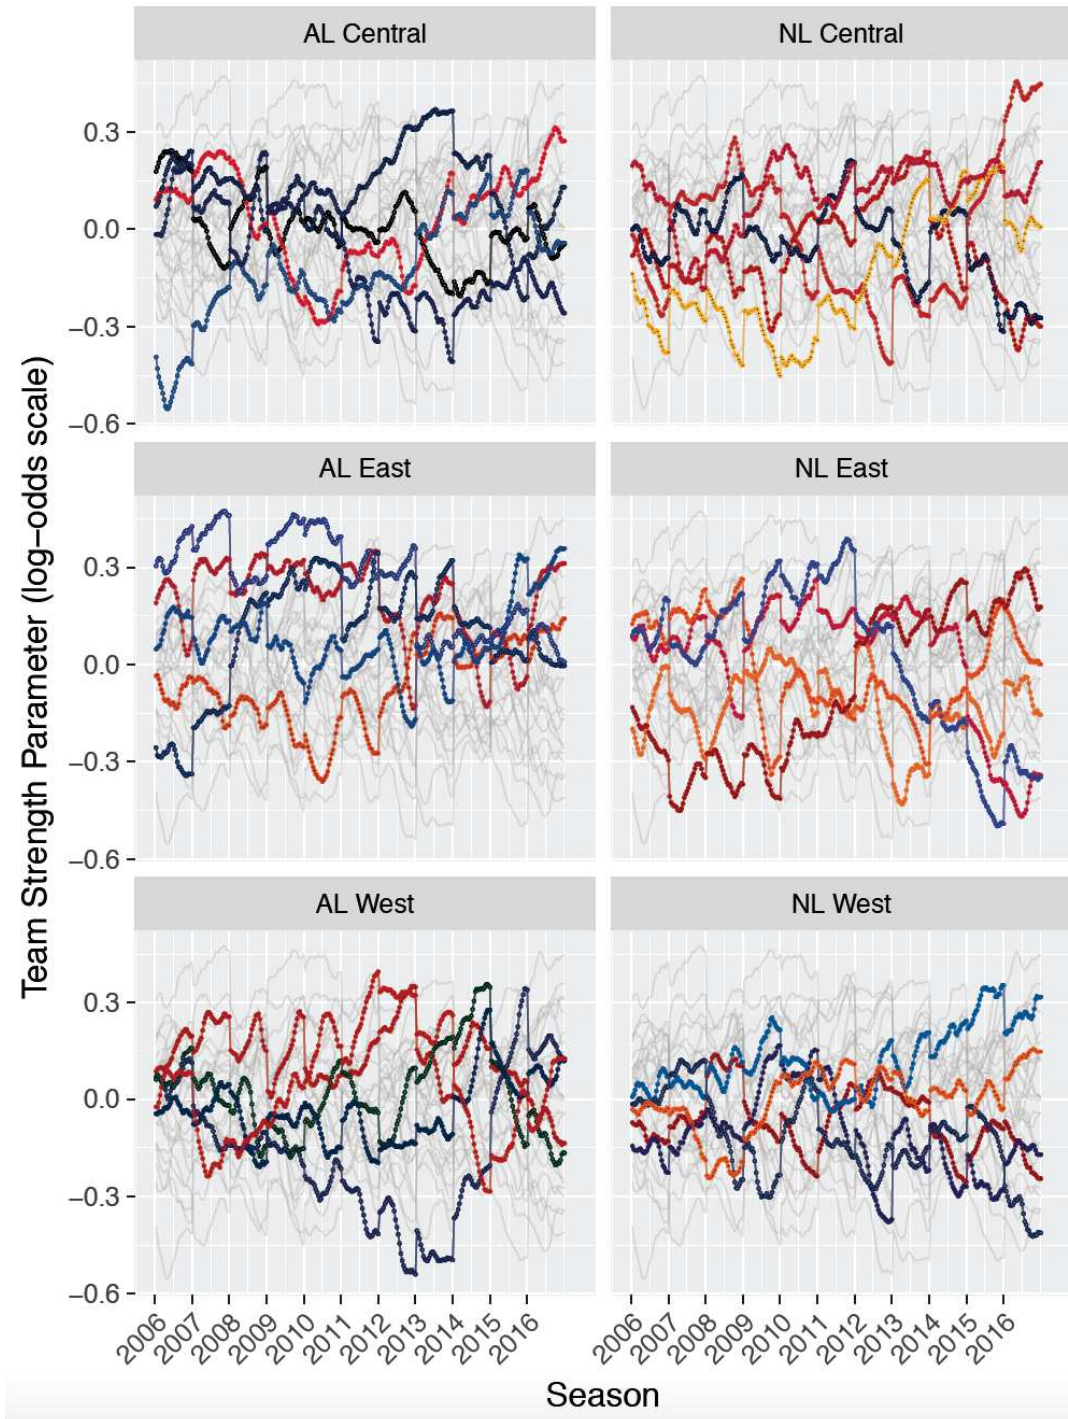 AL Central
NL Central
0.3
0.0
−0.3
−0.6
AL East
NL East
0.3
0.0
−0.3
−0.6
AL West
NL West
0.3
0.0
−0.3
−0.6
Team Strength Parameter (log−odds scale)
2006 2007 2008 2009 2010 2011 2012 2013 2014 2015 2016
2006 2007 2008 2009 2010 2011 2012 2013 2014 2015 2016
Season